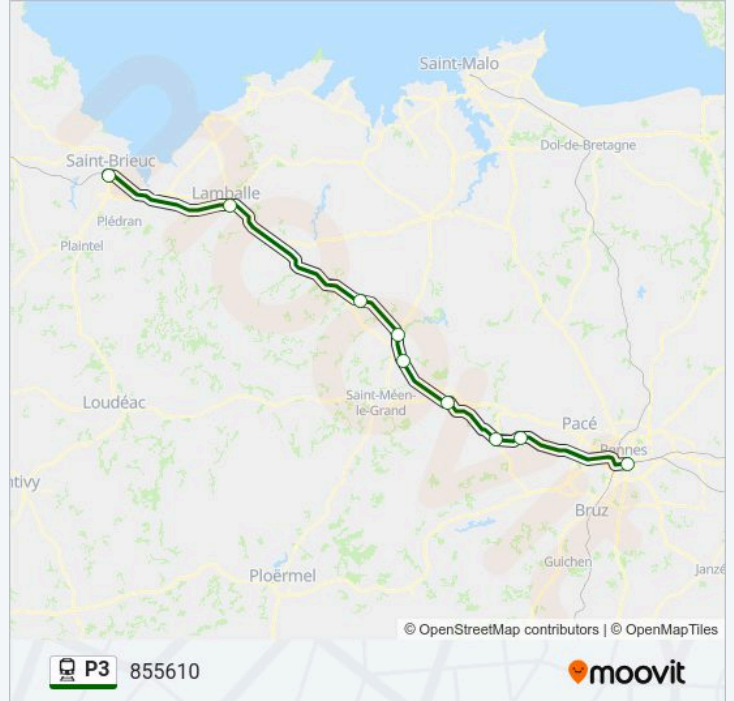 Saint-Malo
Dol-de-Bretagne
Saint-Brieuc
Lamballe
Plédran
Plaintel
Saint-Méen-
le-Grand
Loudéac
Pacé
Rennes
ntivy
Bruz
Guichen
Janzé
Ploërmel
© OpenStreetMap contributors | © OpenMapTiles
P3 855610
moovit